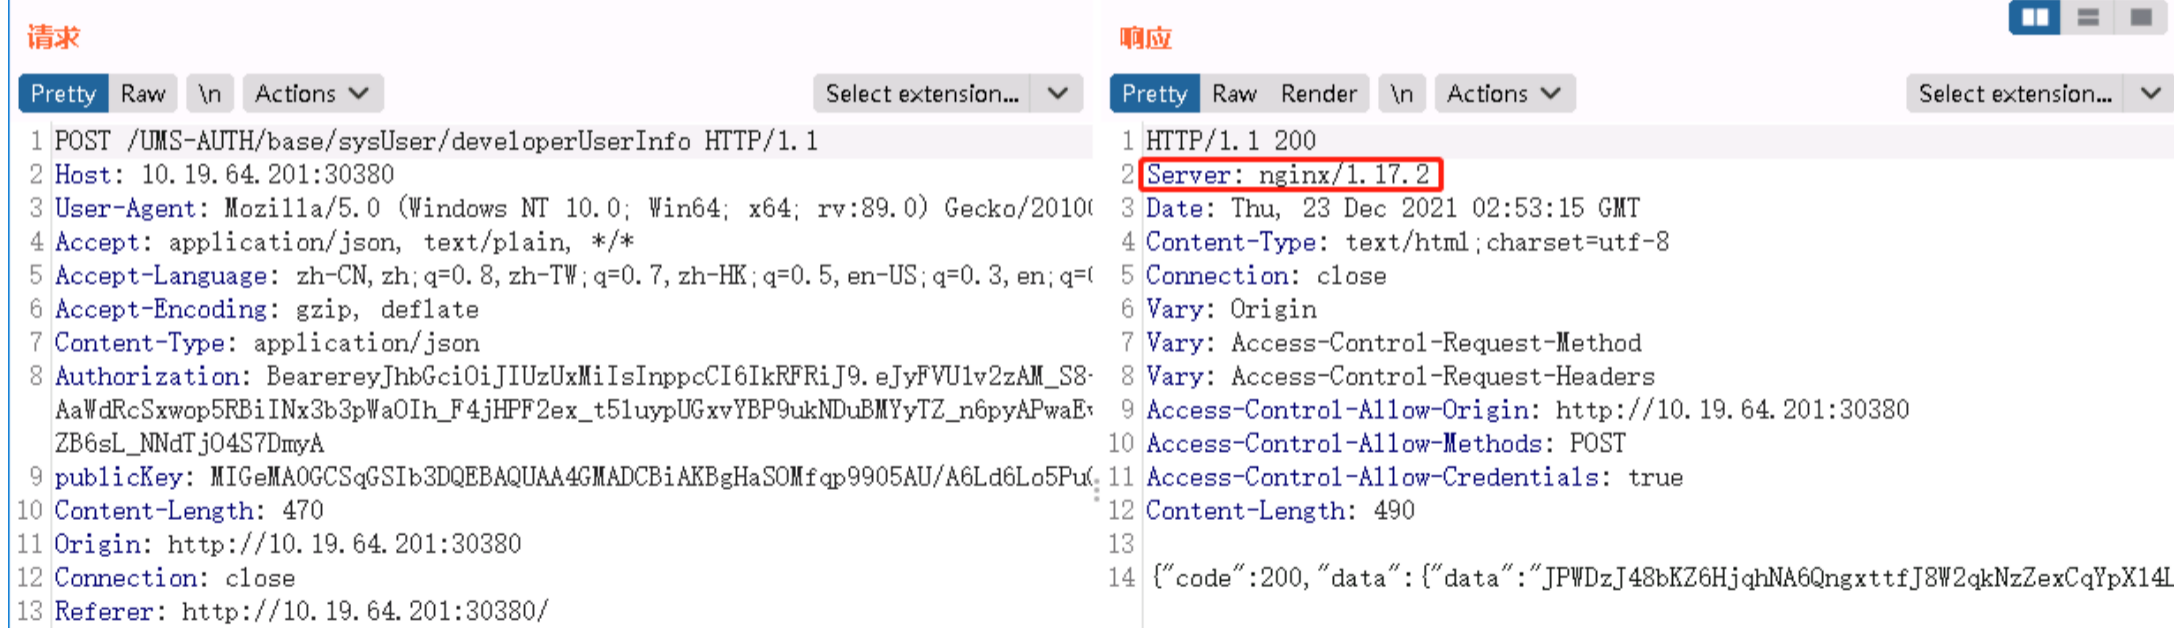 请求
Pretty Raw \n Actions Select extension...
1 POST /UMS-AUTH/base/sysUser/developerUserInfo HTTP/1.1
2 Host: 10.19.64.201:30380
3 User-Agent: Mozilla/5.0 (Windows NT 10.0; Win64; x64; rv:89.0) Gecko/2010
4 Accept: application/json, text/plain, */*
5 Accept-Language: zh-CN,zh;q=0.8,zh-TW;q=0.7,zh-HK;q=0.5,en-US;q=0.3,en;q=
6 Accept-Encoding: gzip, deflate
7 Content-Type: application/json
8 Authorization: BearereyJhbGciOiJIUzUxMiIsInppcCI6IkRFRiJ9.eJyFVU1v2zAM_S8-
AaWdRcSxwop5RBiINx3b3pWaOIh_F4jHPF2ex_t51uypUGxvYBP9ukNDuBMYyTZ_n6pyAPwaEv
ZB6sL_NNdTjO4S7DmyA
9 publicKey: MIGeMA0GCSqGSIb3DQEBAQUAA4GMADCBiAKBgHaSOMfqp9905AU/A6Ld6Lo5Pu
10 Content-Length: 470
11 Origin: http://10.19.64.201:30380
12 Connection: close
13 Referer: http://10.19.64.201:30380/
响应
Pretty Raw Render \n Actions Select extension...
1 HTTP/1.1 200
2 Server: nginx/1.17.2
3 Date: Thu, 23 Dec 2021 02:53:15 GMT
4 Content-Type: text/html;charset=utf-8
5 Connection: close
6 Vary: Origin
7 Vary: Access-Control-Request-Method
8 Vary: Access-Control-Request-Headers
9 Access-Control-Allow-Origin: http://10.19.64.201:30380
10 Access-Control-Allow-Methods: POST
11 Access-Control-Allow-Credentials: true
12 Content-Length: 490
13
14 {"code":200,"data":{"data":"JPWDzJ48bKZ6HjqhNA6QngxttfJ8W2qkNzZexCqYpX14L